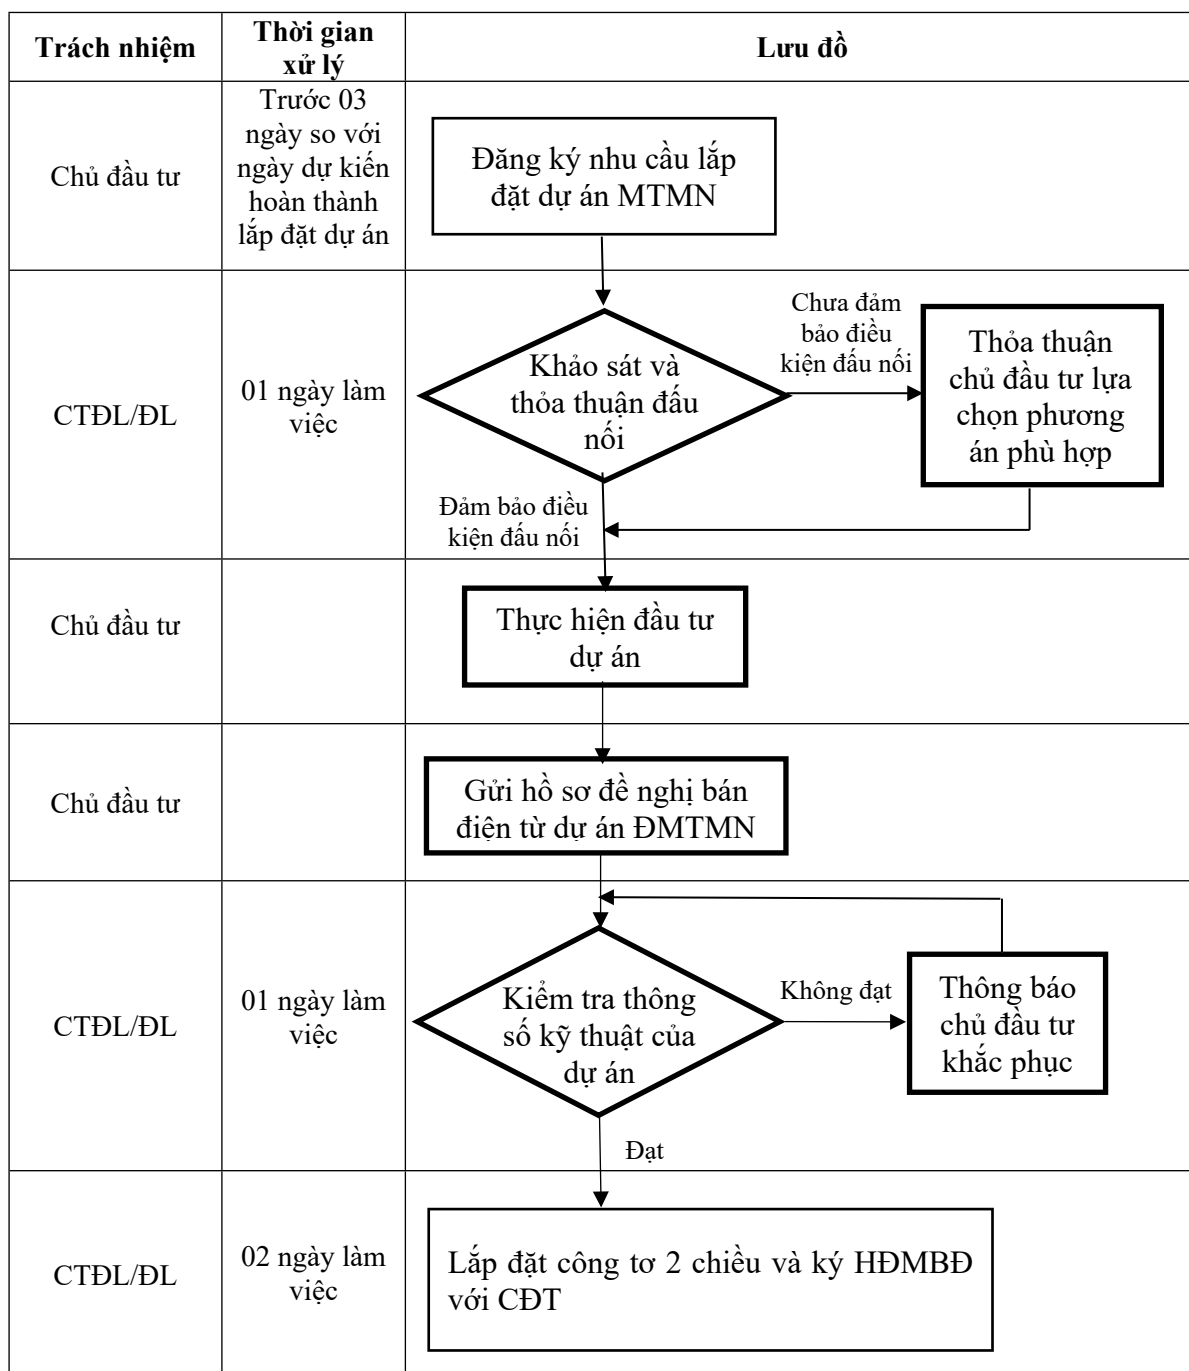 Trách nhiệm
Thời gian
xử lý
Lưu đồ
Chủ đầu tư
Trước 03
ngày so với
ngày dự kiến
hoàn thành
lắp đặt dự án
Đăng ký nhu cầu lắp
đặt dự án MTMN
CTĐL/ĐL
01 ngày làm
việc
Khảo sát và
thỏa thuận đấu
nối
Chưa đảm
bảo điều
kiện đấu nối
Thỏa thuận
chủ đầu tư lựa
chọn phương
án phù hợp
Đảm bảo điều
kiện đấu nối
Chủ đầu tư
Thực hiện đầu tư
dự án
Chủ đầu tư
Gửi hồ sơ đề nghị bán
điện từ dự án ĐMTMN
CTĐL/ĐL
01 ngày làm
việc
Kiểm tra thông
số kỹ thuật của
dự án
Không đạt
Thông báo
chủ đầu tư
khắc phục
Đạt
CTĐL/ĐL
02 ngày làm
việc
Lắp đặt công tơ 2 chiều và ký HĐMBĐ
với CĐT